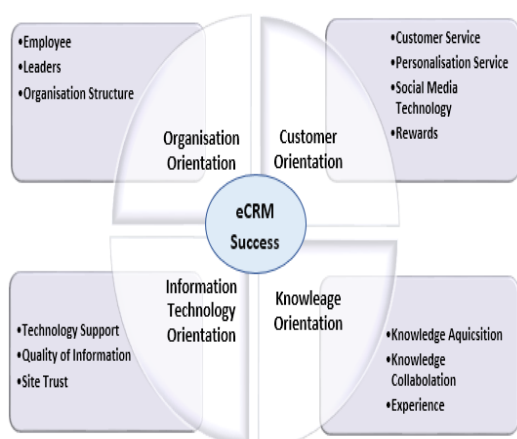 •Employee
•Leaders
•Organisation Structure
•Customer Service
•Personalisation Service
•Social Media
Technology
•Rewards
Organisation
Orientation
Customer
Orientation
eCRM
Success
Information
Technology
Orientation
Knowleage
Orientation
•Technology Support
•Quality of Information
•Site Trust
•Knowledge Aquicsition
•Knowledge
Collabolation
•Experience